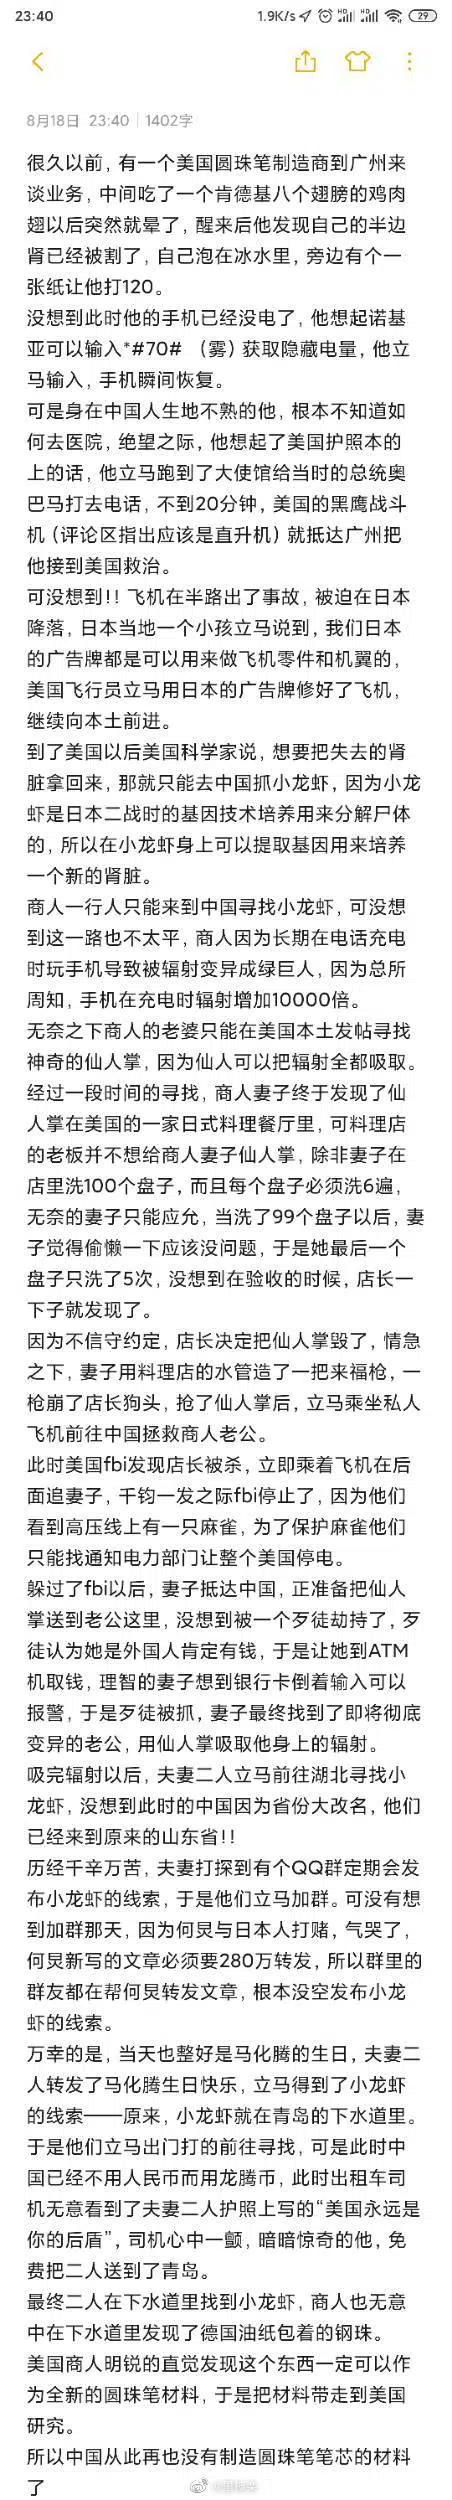 23:40
1.9K/s
HD
HD
29
8月18日 23:40 | 1402字
很久以前，有一个美国圆珠笔制造商到广州来
谈业务，中间吃了一个肯德基八个翅膀的鸡肉
翅以后突然就晕了，醒来后他发现自己的半边
肾已经被割了，自己泡在冰水里，旁边有个一
张纸让他打120。
没想到此时他的手机已经没电了，他想起诺基
亚可以输入*#70# （雾）获取隐藏电量，他立
马输入，手机瞬间恢复。
可是身在中国人生地不熟的他，根本不知道如
何去医院，绝望之际，他想起了美国护照本的
上的话，他立马跑到了大使馆给当时的总统奥
巴马打去电话，不到20分钟，美国的黑鹰战斗
机（评论区指出应该是直升机）就抵达广州把
他接到美国救治。
可没想到!! 飞机在半路出了事故，被迫在日本
降落，日本当地一个小孩立马说到，我们日本
的广告牌都是可以用来做飞机零件和机翼的，
美国飞行员立马用日本的广告牌修好了飞机，
继续向本土前进。
到了美国以后美国科学家说，想要把失去的肾
脏拿回来，那就只能去中国抓小龙虾，因为小龙
虾是日本二战时的基因技术培养用来分解尸体
的，所以在小龙虾身上可以提取基因用来培养
一个新的肾脏。
商人一行人只能来到中国寻找小龙虾，可没想
到这一路也不太平，商人因为长期在电话充电
时玩手机导致被辐射变异成绿巨人，因为总所
周知，手机在充电时辐射增加10000倍。
无奈之下商人的老婆只能在美国本土发帖寻找
神奇的仙人掌，因为仙人可以把辐射全都吸取。
经过一段时间的寻找，商人妻子终于发现了仙
人掌在美国的一家日式料理餐厅里，可料理店
的老板并不想给商人妻子仙人掌，除非妻子在
店里洗100个盘子，而且每个盘子必须洗6遍，
无奈的妻子只能应允，当洗了99个盘子以后，妻
子觉得偷懒一下应该没问题，于是她最后一个
盘子只洗了5次，没想到在验收的时候，店长一
下子就发现了。
因为不信守约定，店长决定把仙人掌毁了，情急
之下，妻子用料理店的水管造了一把来福枪，一
枪崩了店长狗头，抢了仙人掌后，立马乘坐私人
飞机前往中国拯救商人老公。
此时美国fbi发现店长被杀，立即乘着飞机在后
面追妻子，千钧一发之际fbi停止了，因为他们
看到高压线上有一只麻雀，为了保护麻雀他们
只能找通知电力部门让整个美国停电。
躲过了fbi以后，妻子抵达中国，正准备把仙人
掌送到老公这里，没想到被一个歹徒劫持了，歹
徒认为她是外国人肯定有钱，于是让她到ATM
机取钱，理智的妻子想到银行卡倒着输入可以
报警，于是歹徒被抓，妻子最终找到了即将彻底
变异的老公，用仙人掌吸取他身上的辐射。
吸完辐射以后，夫妻二人立马前往湖北寻找小
龙虾，没想到此时的中国因为省份大改名，他们
已经来到原来的山东省!!
历经千辛万苦，夫妻打探到有个QQ群定期会发
布小龙虾的线索，于是他们立马加群。可没有想
到加群那天，因为何炅与日本人打赌，气哭了，
何炅新写的文章必须要280万转发，所以群里的
群友都在帮何炅转发文章，根本没空发布小龙
虾的线索。
万幸的是，当天也整好是马化腾的生日，夫妻二
人转发了马化腾生日快乐，立马得到了小龙虾
的线索——原来，小龙虾就在青岛的下水道里。
于是他们立马出门打的前往寻找，可是此时中
国已经不用人民币而用龙腾币，此时出租车司
机无意看到了夫妻二人护照上写的“美国永远是
你的后盾”，司机心中一颤，暗暗惊奇的他，免
费把二人送到了青岛。
最终二人在下水道里找到小龙虾，商人也无意
中在下水道里发现了德国油纸包着的钢珠。
美国商人明锐的直觉发现这个东西一定可以作
为全新的圆珠笔材料，于是把材料带走到美国
研究。
所以中国从此再也没有制造圆珠笔笔芯的材料
了